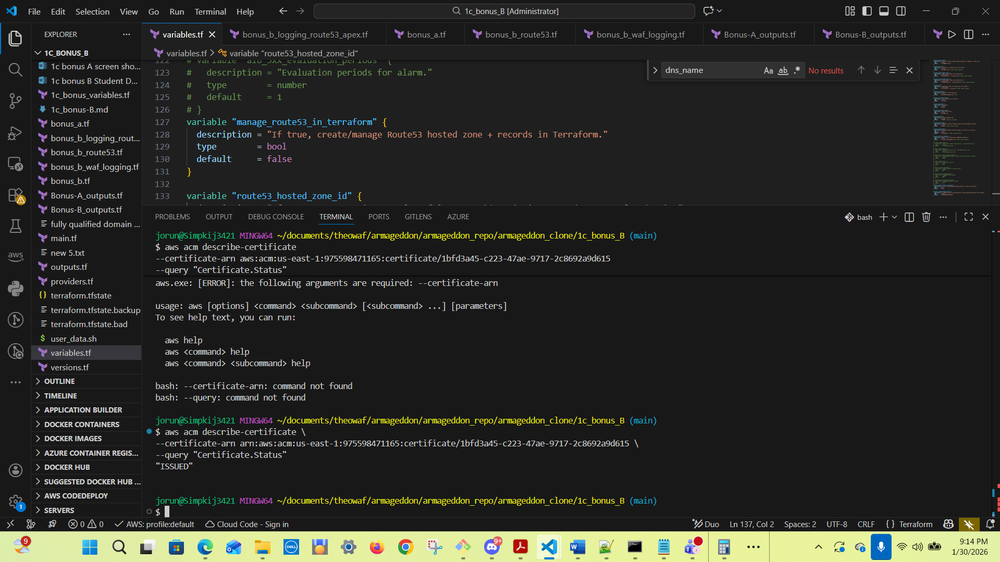 File Edit Selection View Go Run Terminal Help
1c_bonus_B [Administrator]
EXPLORER
variables.tf
bonus_b_logging_route53_apex.tf
bonus_a.tf
bonus_b_route53.tf
bonus_b_waf_logging.tf
Bonus-A_outputs.tf
Bonus-B_outputs.tf
1C_BONUS_B
1c bonus A screen sho...
1c bonus B Student D...
1c_bonus_variables.tf
1c_bonus-B.md
bonus_a.tf
bonus_b_logging_rout...
bonus_b_route53.tf
bonus_b_waf_logging.tf
bonus_b.tf
Bonus-A_outputs.tf
Bonus-B_outputs.tf
fully qualified domain ...
main.tf
new 5.txt
outputs.tf
providers.tf
terraform.tfstate
terraform.tfstate.backup
terraform.tfstate.bad
user_data.sh
variables.tf
versions.tf
OUTLINE
TIMELINE
APPLICATION BUILDER
DOCKER CONTAINERS
DOCKER IMAGES
AZURE CONTAINER REGIS...
DOCKER HUB
SUGGESTED DOCKER HUB ...
AWS CODEDEPLOY
SERVERS
aws
variables.tf > variable "route53_hosted_zone_id"
dns_name
Aa ab .* No results
122 # variable "alb_5xx_evaluation_periods" {
123 #   description = "Evaluation periods for alarm."
124 #   type        = number
125 #   default     = 1
126 # }
127 variable "manage_route53_in_terraform" {
128   description = "If true, create/manage Route53 hosted zone + records in Terraform."
129   type        = bool
130   default     = false
131 }
132
133 variable "route53_hosted_zone_id" {
PROBLEMS OUTPUT DEBUG CONSOLE TERMINAL PORTS GITLENS AZURE
bash
jorun@Simpkij3421 MINGW64 ~/documents/theowaf/armageddon/armageddon_repo/armageddon_clone/1c_bonus_B (main)
$ aws acm describe-certificate
--certificate-arn aws:acm:us-east-1:975598471165:certificate/1bfd3a45-c223-47ae-9717-2c8692a9d615
--query "Certificate.Status"
aws.exe: [ERROR]: the following arguments are required: --certificate-arn
usage: aws [options] <command> <subcommand> [<subcommand> ...] [parameters]
To see help text, you can run:
aws help
aws <command> help
aws <command> <subcommand> help
bash: --certificate-arn: command not found
bash: --query: command not found
jorun@Simpkij3421 MINGW64 ~/documents/theowaf/armageddon/armageddon_repo/armageddon_clone/1c_bonus_B (main)
$ aws acm describe-certificate \
--certificate-arn arn:aws:acm:us-east-1:975598471165:certificate/1bfd3a45-c223-47ae-9717-2c8692a9d615 \
--query "Certificate.Status"
"ISSUED"
jorun@Simpkij3421 MINGW64 ~/documents/theowaf/armageddon/armageddon_repo/armageddon_clone/1c_bonus_B (main)
$
1
0 0 AWS: profile:default Cloud Code - Sign in
Duo Ln 137, Col 2 Spaces: 2 UTF-8 CRLF { } Terraform
9
DELL
9+
9:14 PM
1/30/2026